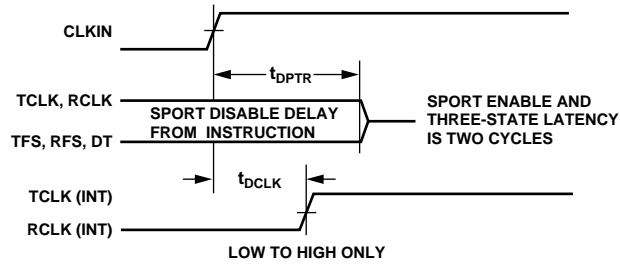 CLKIN
tDPTR
TCLK, RCLK
SPORT DISABLE DELAY
FROM INSTRUCTION
TFS, RFS, DT
SPORT ENABLE AND
THREE-STATE LATENCY
IS TWO CYCLES
tDCLK
TCLK (INT)
RCLK (INT)
LOW TO HIGH ONLY